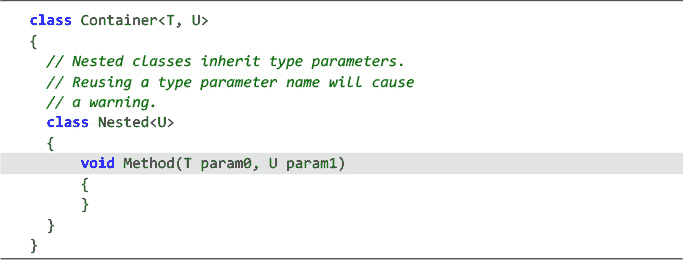 class Container<T, U>
{
// Nested classes inherit type parameters.
// Reusing a type parameter name will cause
// a warning.
class Nested<U>
{
void Method(T param0, U param1)
{
}
}
}